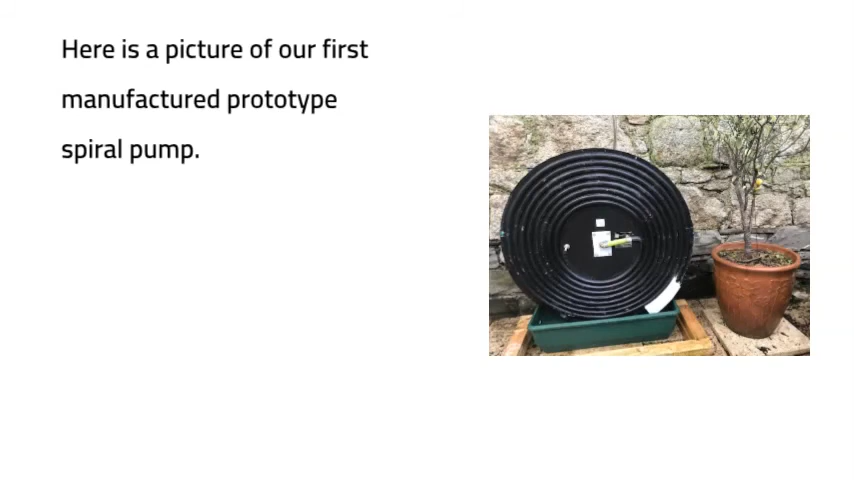 Here is a picture of our first
manufactured prototype
spiral pump.